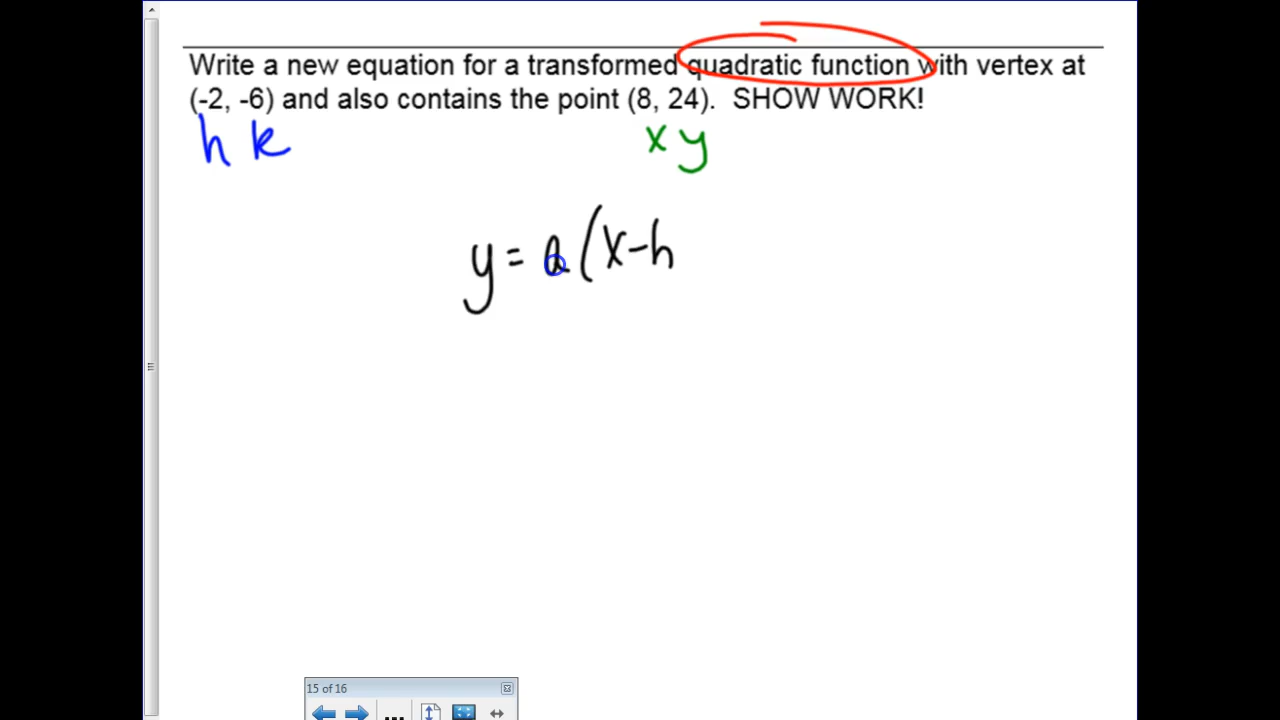 Write a new equation for a transformed quadratic function with vertex at
(-2, -6) and also contains the point (8, 24).  SHOW WORK!
h k x y
y = a(x-h
15 of 16